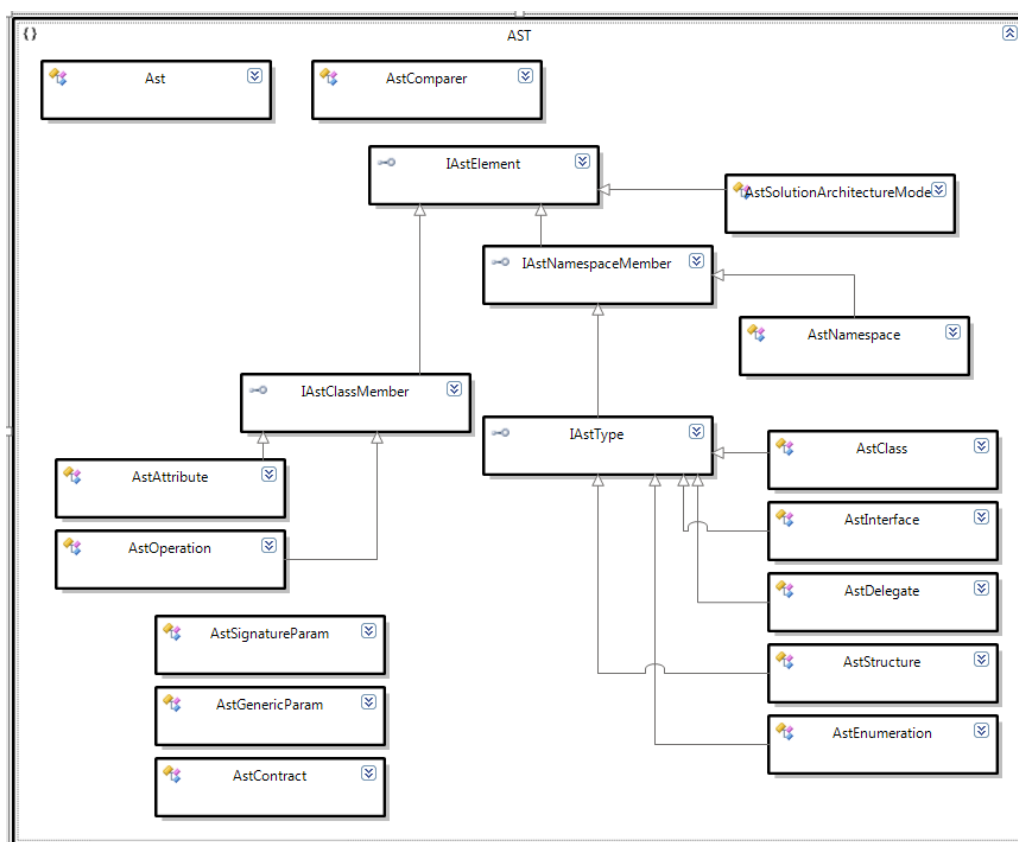 {} AST
Ast
AstComparer
IAstElement
AstSolutionArchitectureMode
IAstNamespaceMember
AstNamespace
IAstClassMember
IAstType
AstClass
AstAttribute
AstInterface
AstOperation
AstDelegate
AstSignatureParam
AstStructure
AstGenericParam
AstEnumeration
AstContract